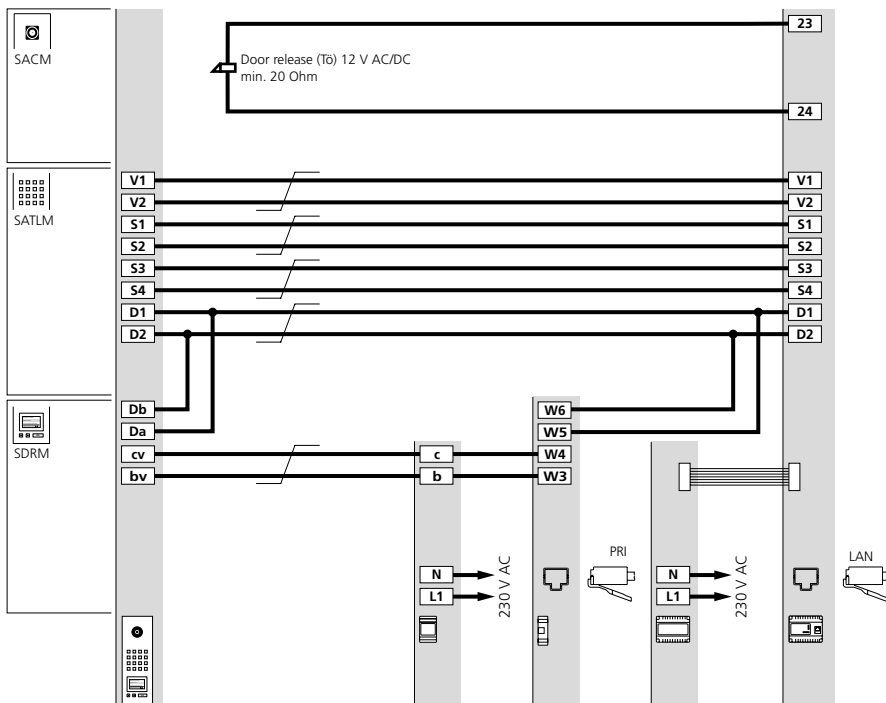 SACM
Door release (Tö) 12 V AC/DC
min. 20 Ohm
23
24
SATLM
V1 V1
V2 V2
S1 S1
S2 S2
S3 S3
S4 S4
D1 D1
D2 D2
SDRM
Db W6
Da W5
cv c W4
bv b W3
PRI
LAN
N N
L1 L1
230 V AC
230 V AC